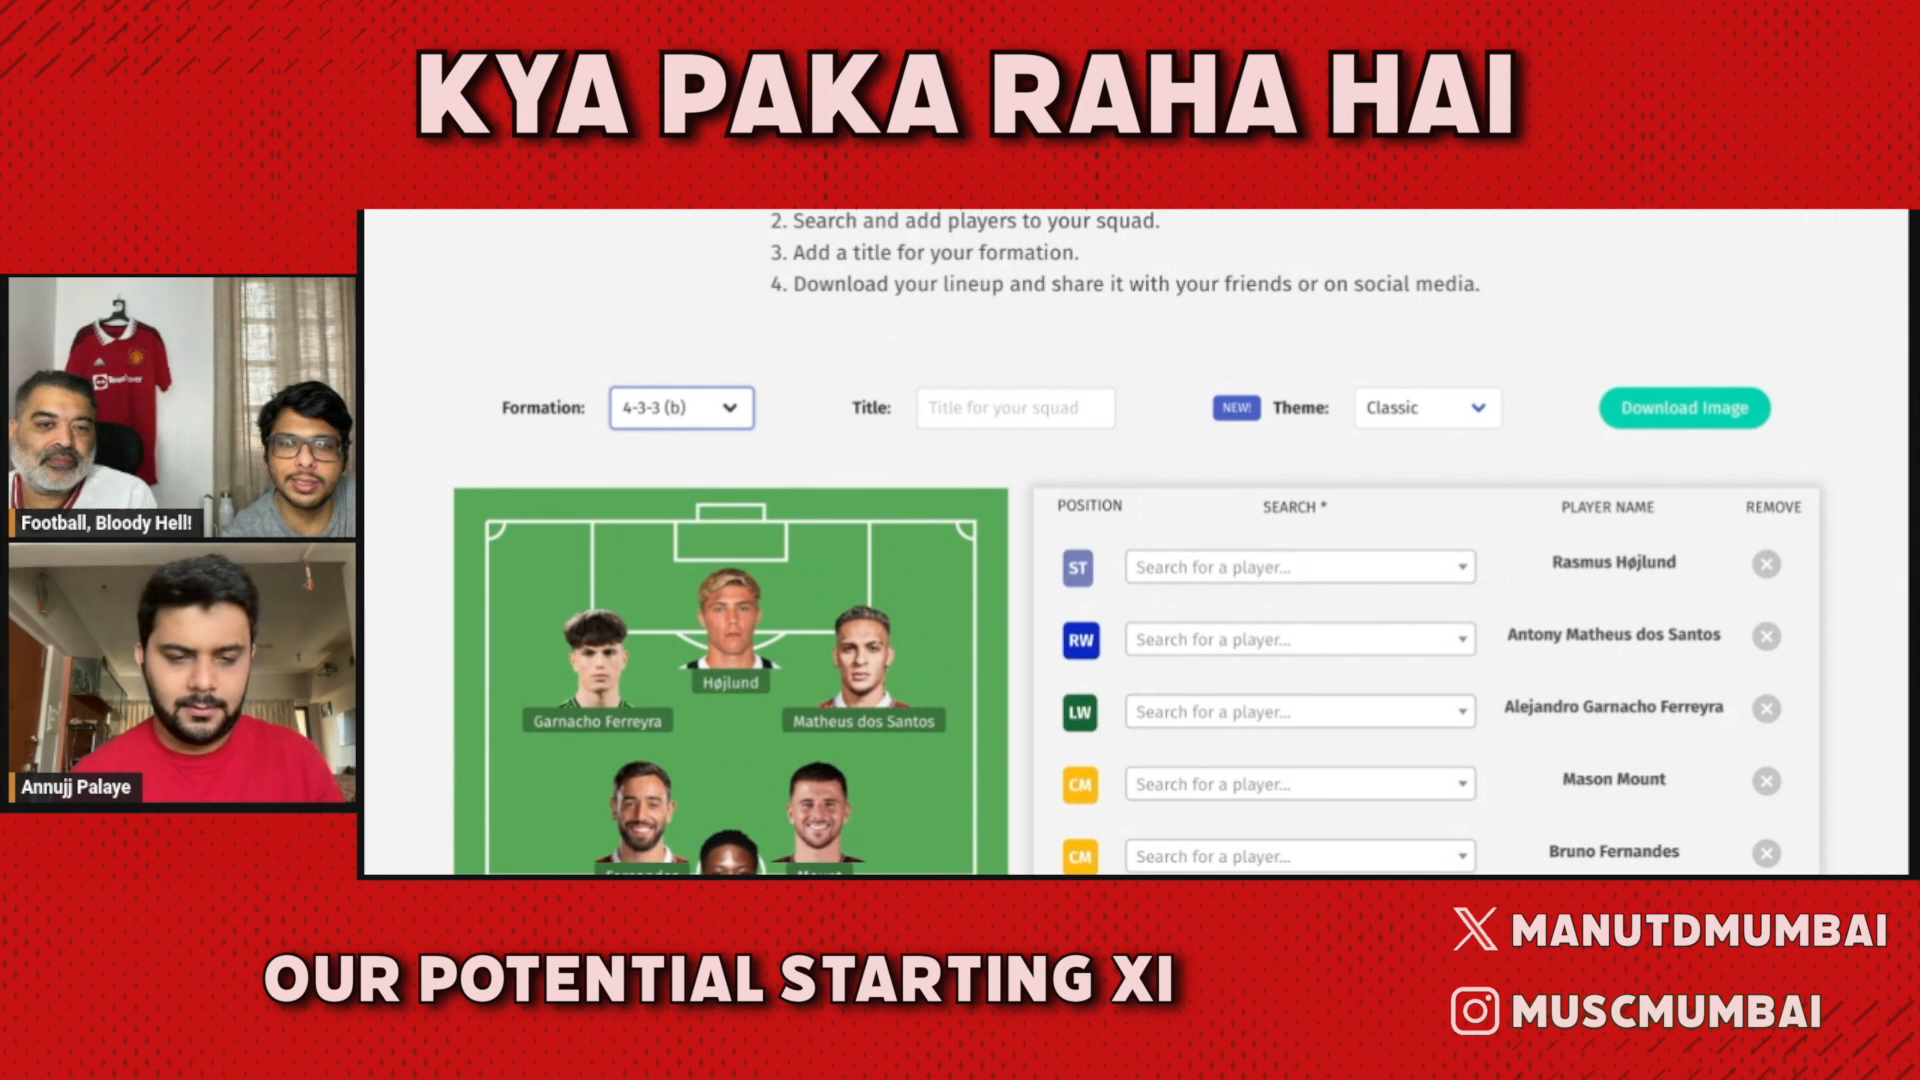 KYA PAKA RAHA HAI
2. Search and add players to your squad.
3. Add a title for your formation.
4. Download your lineup and share it with your friends or on social media.
Formation:
4-3-3 (b)
Title:
Title for your squad
NEW!
Theme:
Classic
Download Image
Football, Bloody Hell!
Annujj Palaye
Højlund
Garnacho Ferreyra
Matheus dos Santos
POSITION
SEARCH *
PLAYER NAME
REMOVE
ST
Search for a player...
Rasmus Højlund
RW
Search for a player...
Antony Matheus dos Santos
LW
Search for a player...
Alejandro Garnacho Ferreyra
CM
Search for a player...
Mason Mount
CM
Search for a player...
Bruno Fernandes
OUR POTENTIAL STARTING XI
MANUTDMUMBAI
MUSCMUMBAI